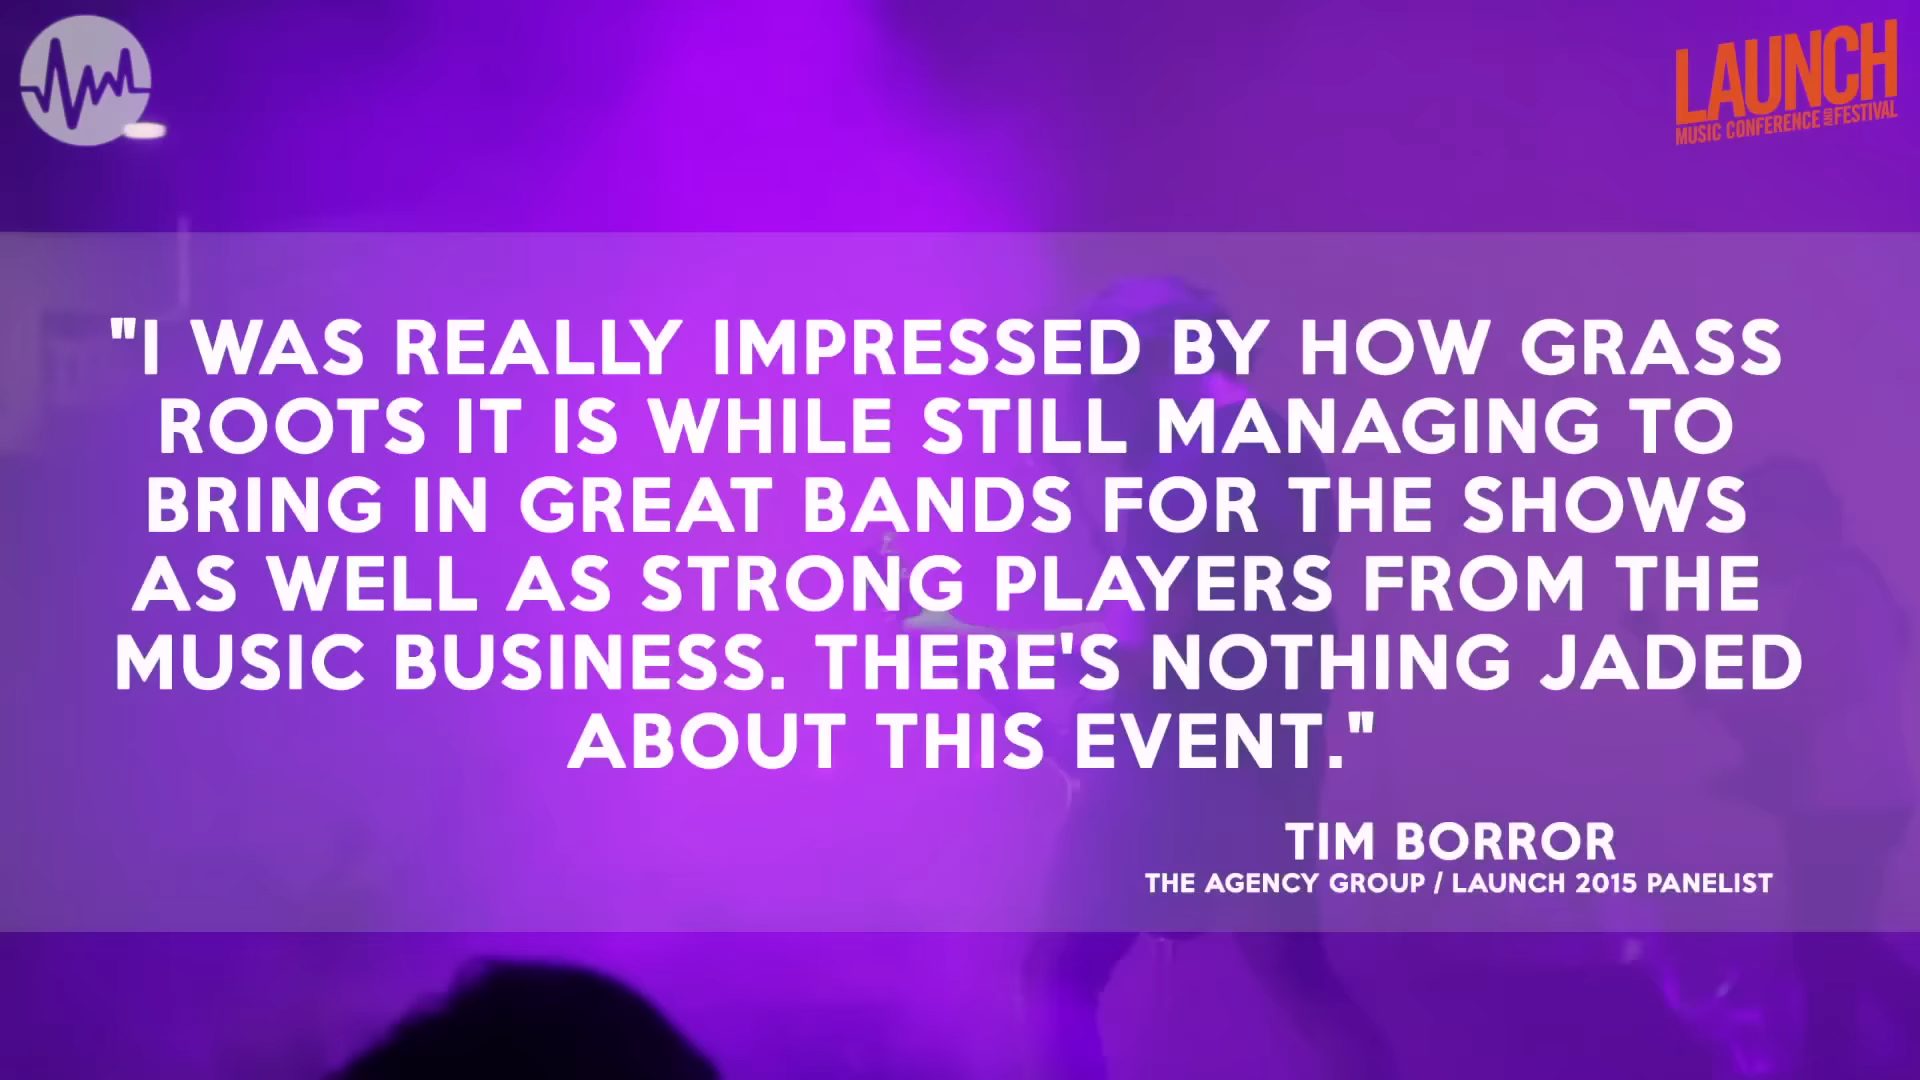 LAUNCH
MUSIC CONFERENCE AND FESTIVAL
"I WAS REALLY IMPRESSED BY HOW GRASS
ROOTS IT IS WHILE STILL MANAGING TO
BRING IN GREAT BANDS FOR THE SHOWS
AS WELL AS STRONG PLAYERS FROM THE
MUSIC BUSINESS. THERE'S NOTHING JADED
ABOUT THIS EVENT."
TIM BORROR
THE AGENCY GROUP / LAUNCH 2015 PANELIST